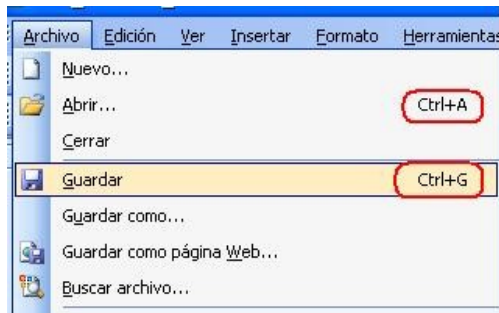 Archivo Edición Ver Insertar Formato Herramientas
Nuevo...
Abrir... Ctrl+A
Cerrar
Guardar Ctrl+G
Guardar como...
Guardar como página Web...
Buscar archivo...